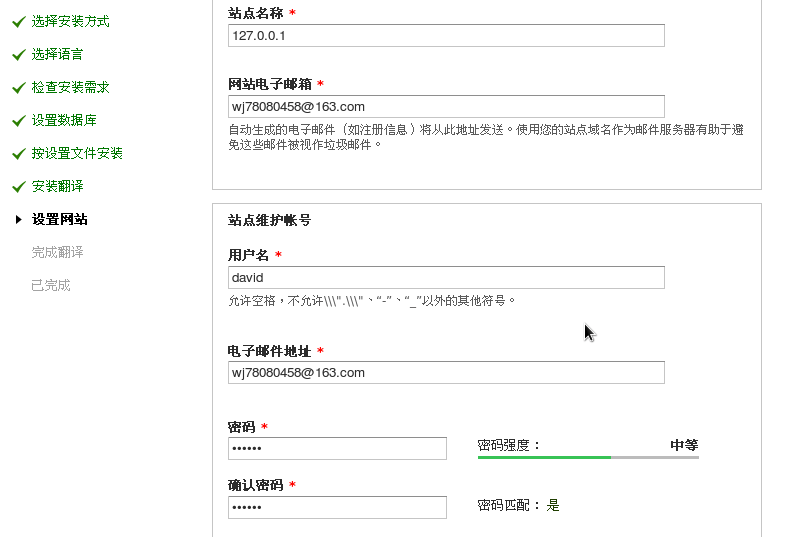 选择安装方式
选择语言
检查安装需求
设置数据库
按设置文件安装
安装翻译
设置网站
完成翻译
已完成
站点名称 *
127.0.0.1
网站电子邮箱 *
wj78080458@163.com
自动生成的电子邮件（如注册信息）将从此地址发送。使用您的站点域名作为邮件服务器有助于避
免这些邮件被视作垃圾邮件。
站点维护帐号
用户名 *
david
允许空格，不允许\\\".\\\"、“-”、“_”以外的其他符号。
电子邮件地址 *
wj78080458@163.com
密码 *
••••••
密码强度： 中等
确认密码 *
••••••
密码匹配： 是